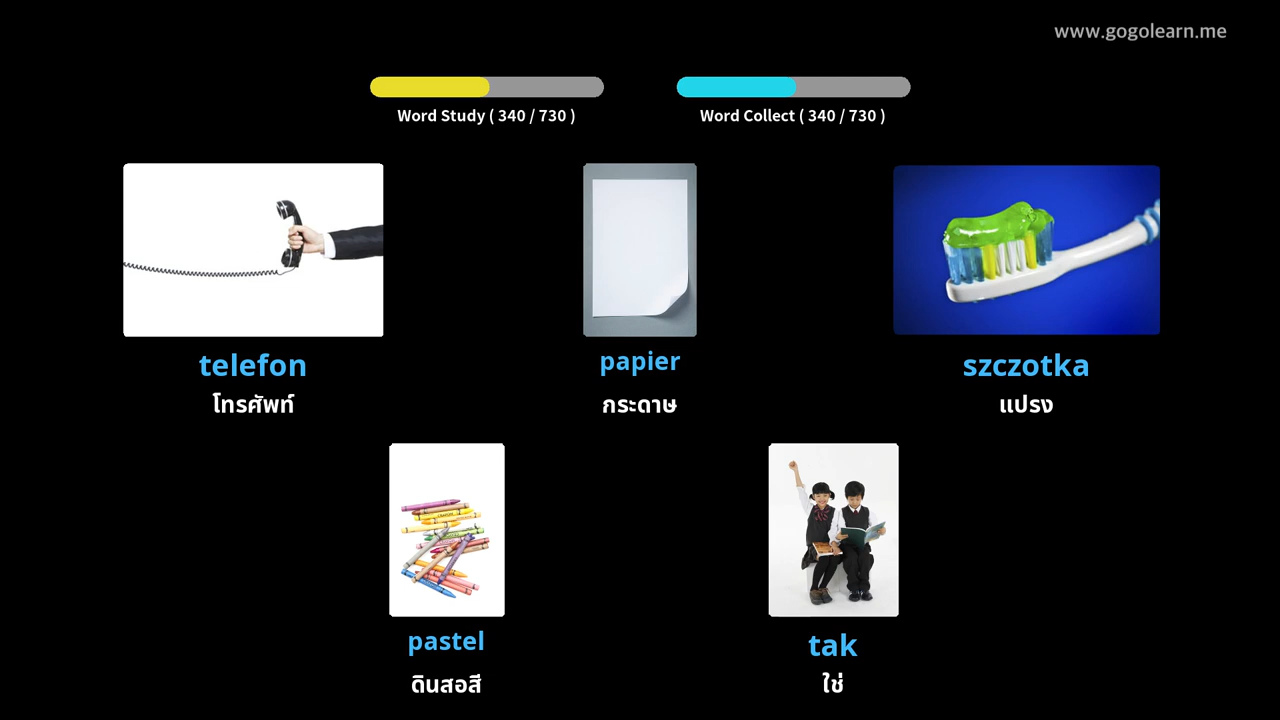 www.gogolearn.me
Word Study ( 340 / 730 )
Word Collect ( 340 / 730 )
telefon
โทรศัพท์
papier
กระดาษ
szczotka
แปรง
pastel
ดินสอสี
tak
ใช่